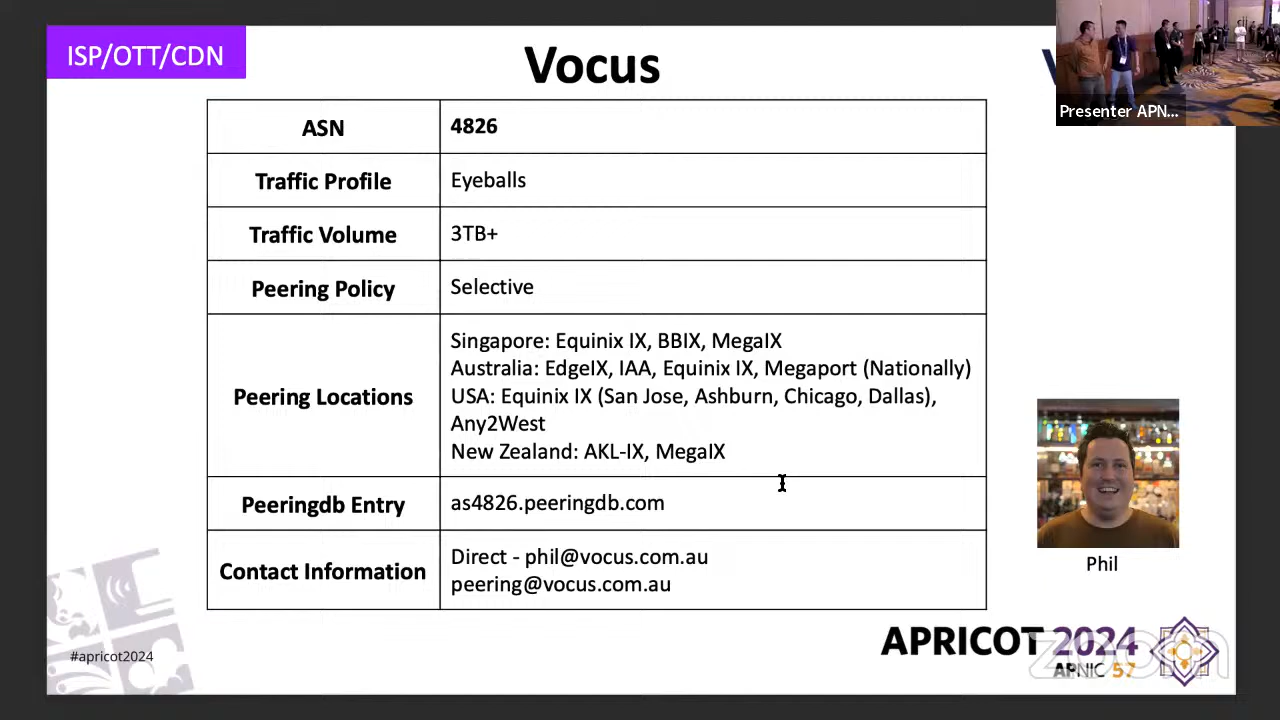 ISP/OTT/CDN
Vocus
Presenter APN...
ASN
4826
Traffic Profile
Eyeballs
Traffic Volume
3TB+
Peering Policy
Selective
Peering Locations
Singapore: Equinix IX, BBIX, MegaIX
Australia: EdgeIX, IAA, Equinix IX, Megaport (Nationally)
USA: Equinix IX (San Jose, Ashburn, Chicago, Dallas),
Any2West
New Zealand: AKL-IX, MegaIX
Peeringdb Entry
as4826.peeringdb.com
Contact Information
Direct - phil@vocus.com.au
peering@vocus.com.au
Phil
#apricot2024
APRICOT 2024
APNIC 57
zoom